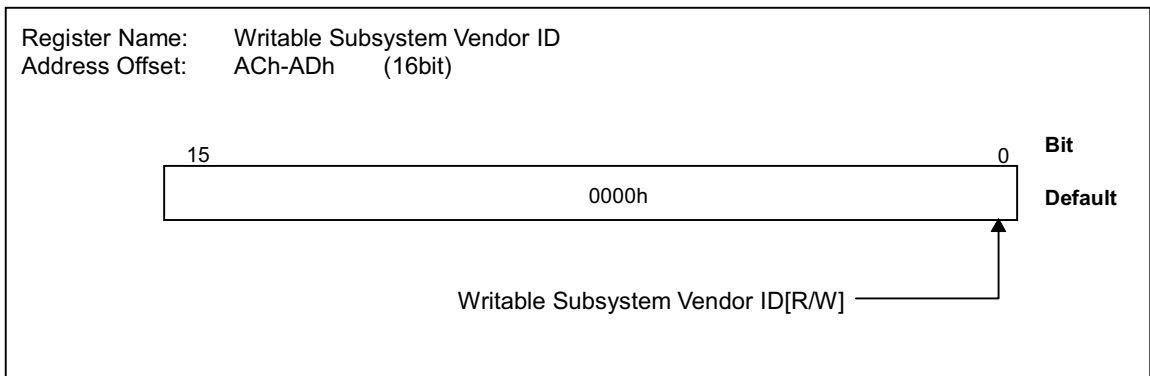 Register Name: Writable Subsystem Vendor ID
Address Offset: ACh-ADh (16bit)
15 0 Bit
0000h Default
Writable Subsystem Vendor ID[R/W]